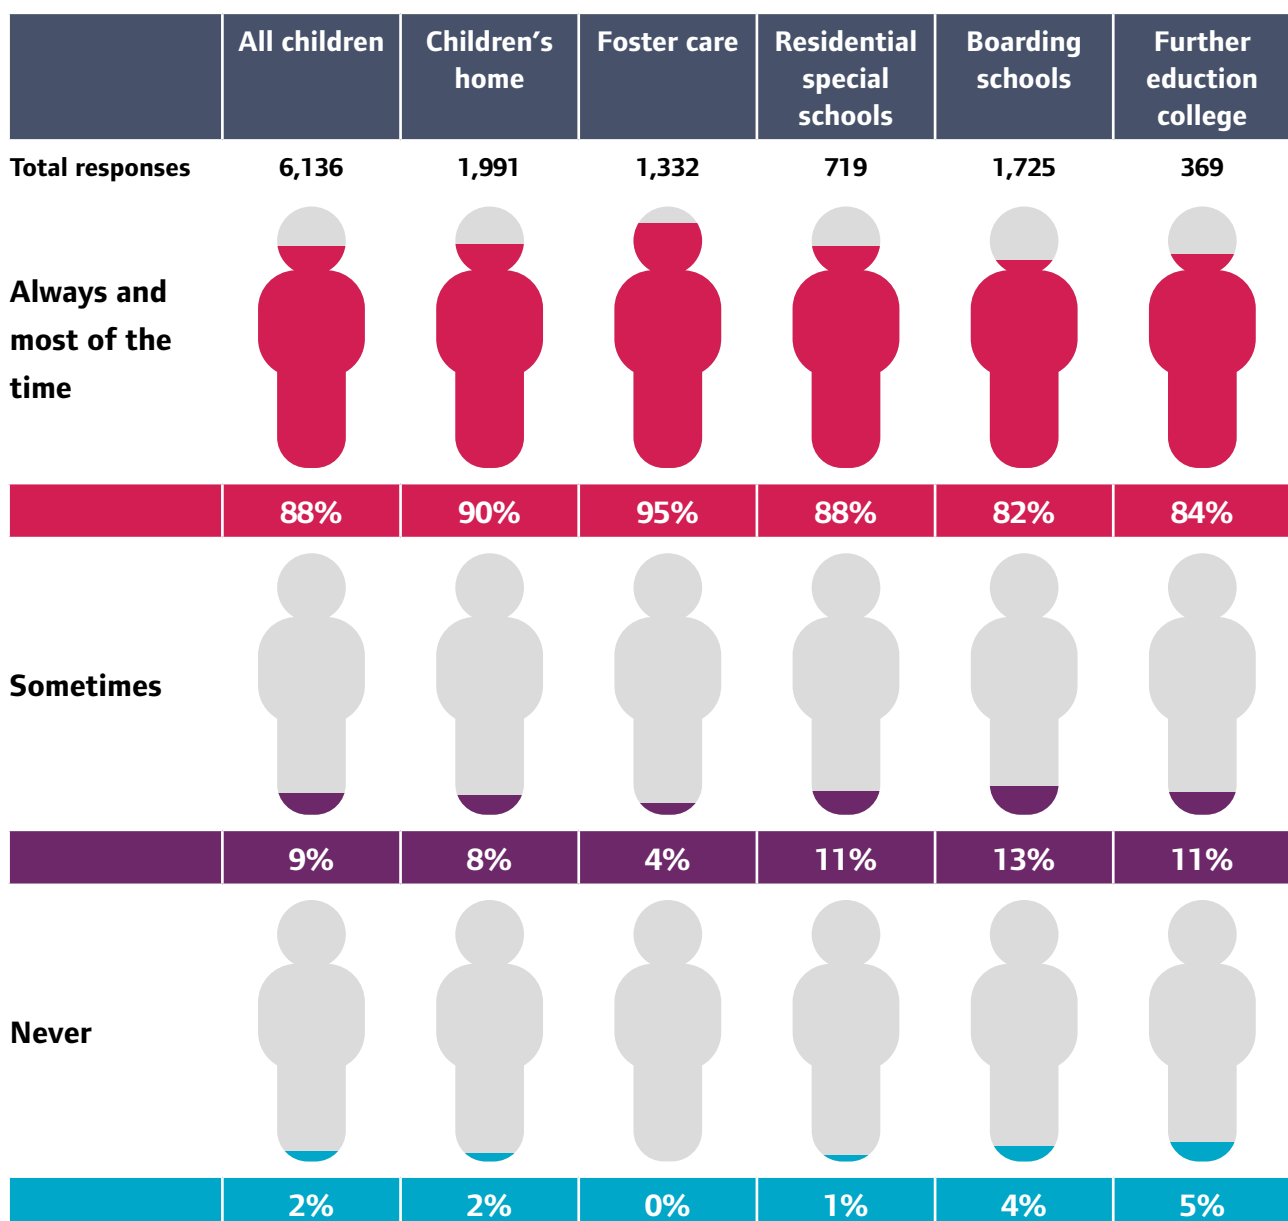 All children Children’s home Foster care Residential special schools Boarding schools Further eduction college
Total responses 6,136 1,991 1,332 719 1,725 369
Always and
most of the
time
88% 90% 95% 88% 82% 84%
Sometimes
9% 8% 4% 11% 13% 11%
Never
2% 2% 0% 1% 4% 5%